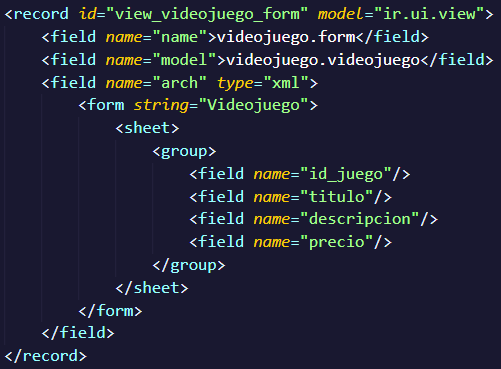 <record id="view_videojuego_form" model="ir.ui.view">
    <field name="name">videojuego.form</field>
    <field name="model">videojuego.videojuego</field>
    <field name="arch" type="xml">
        <form string="Videojuego">
            <sheet>
                <group>
                    <field name="id_juego"/>
                    <field name="titulo"/>
                    <field name="descripcion"/>
                    <field name="precio"/>
                </group>
            </sheet>
        </form>
    </field>
</record>